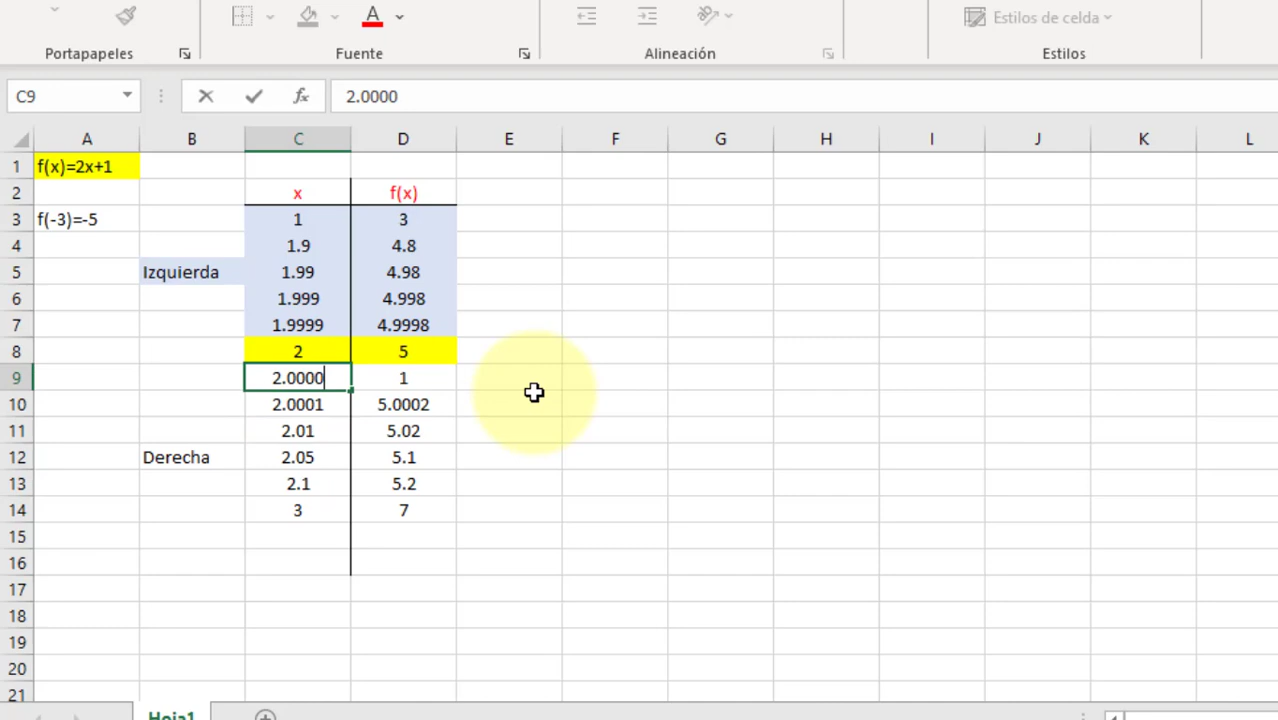 Estilos de celda
Portapapeles Fuente Alineación Estilos
C9 fx 2.0000
A B C D E F G H I J K L
1 f(x)=2x+1
2 x f(x)
3 f(-3)=-5 1 3
4 1.9 4.8
5 Izquierda 1.99 4.98
6 1.999 4.998
7 1.9999 4.9998
8 2 5
9 2.0000 1
10 2.0001 5.0002
11 2.01 5.02
12 Derecha 2.05 5.1
13 2.1 5.2
14 3 7
15
16
17
18
19
20
21
Hoja1